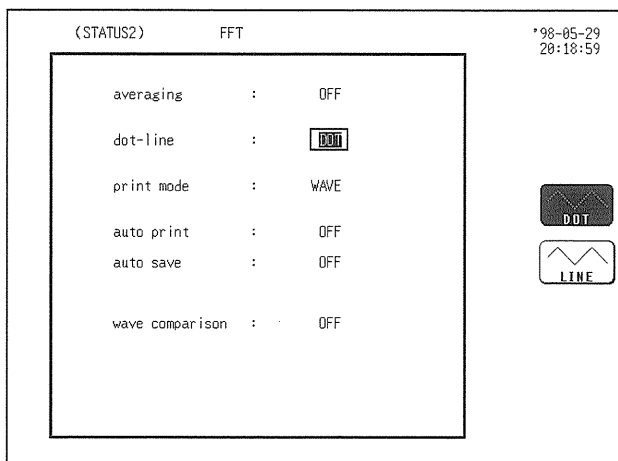 (STATUS2) FFT '98-05-29
20:18:59
averaging : OFF
dot-line : DOT
print mode : WAVE
auto print : OFF
auto save : OFF
wave comparison : OFF
DOT
LINE